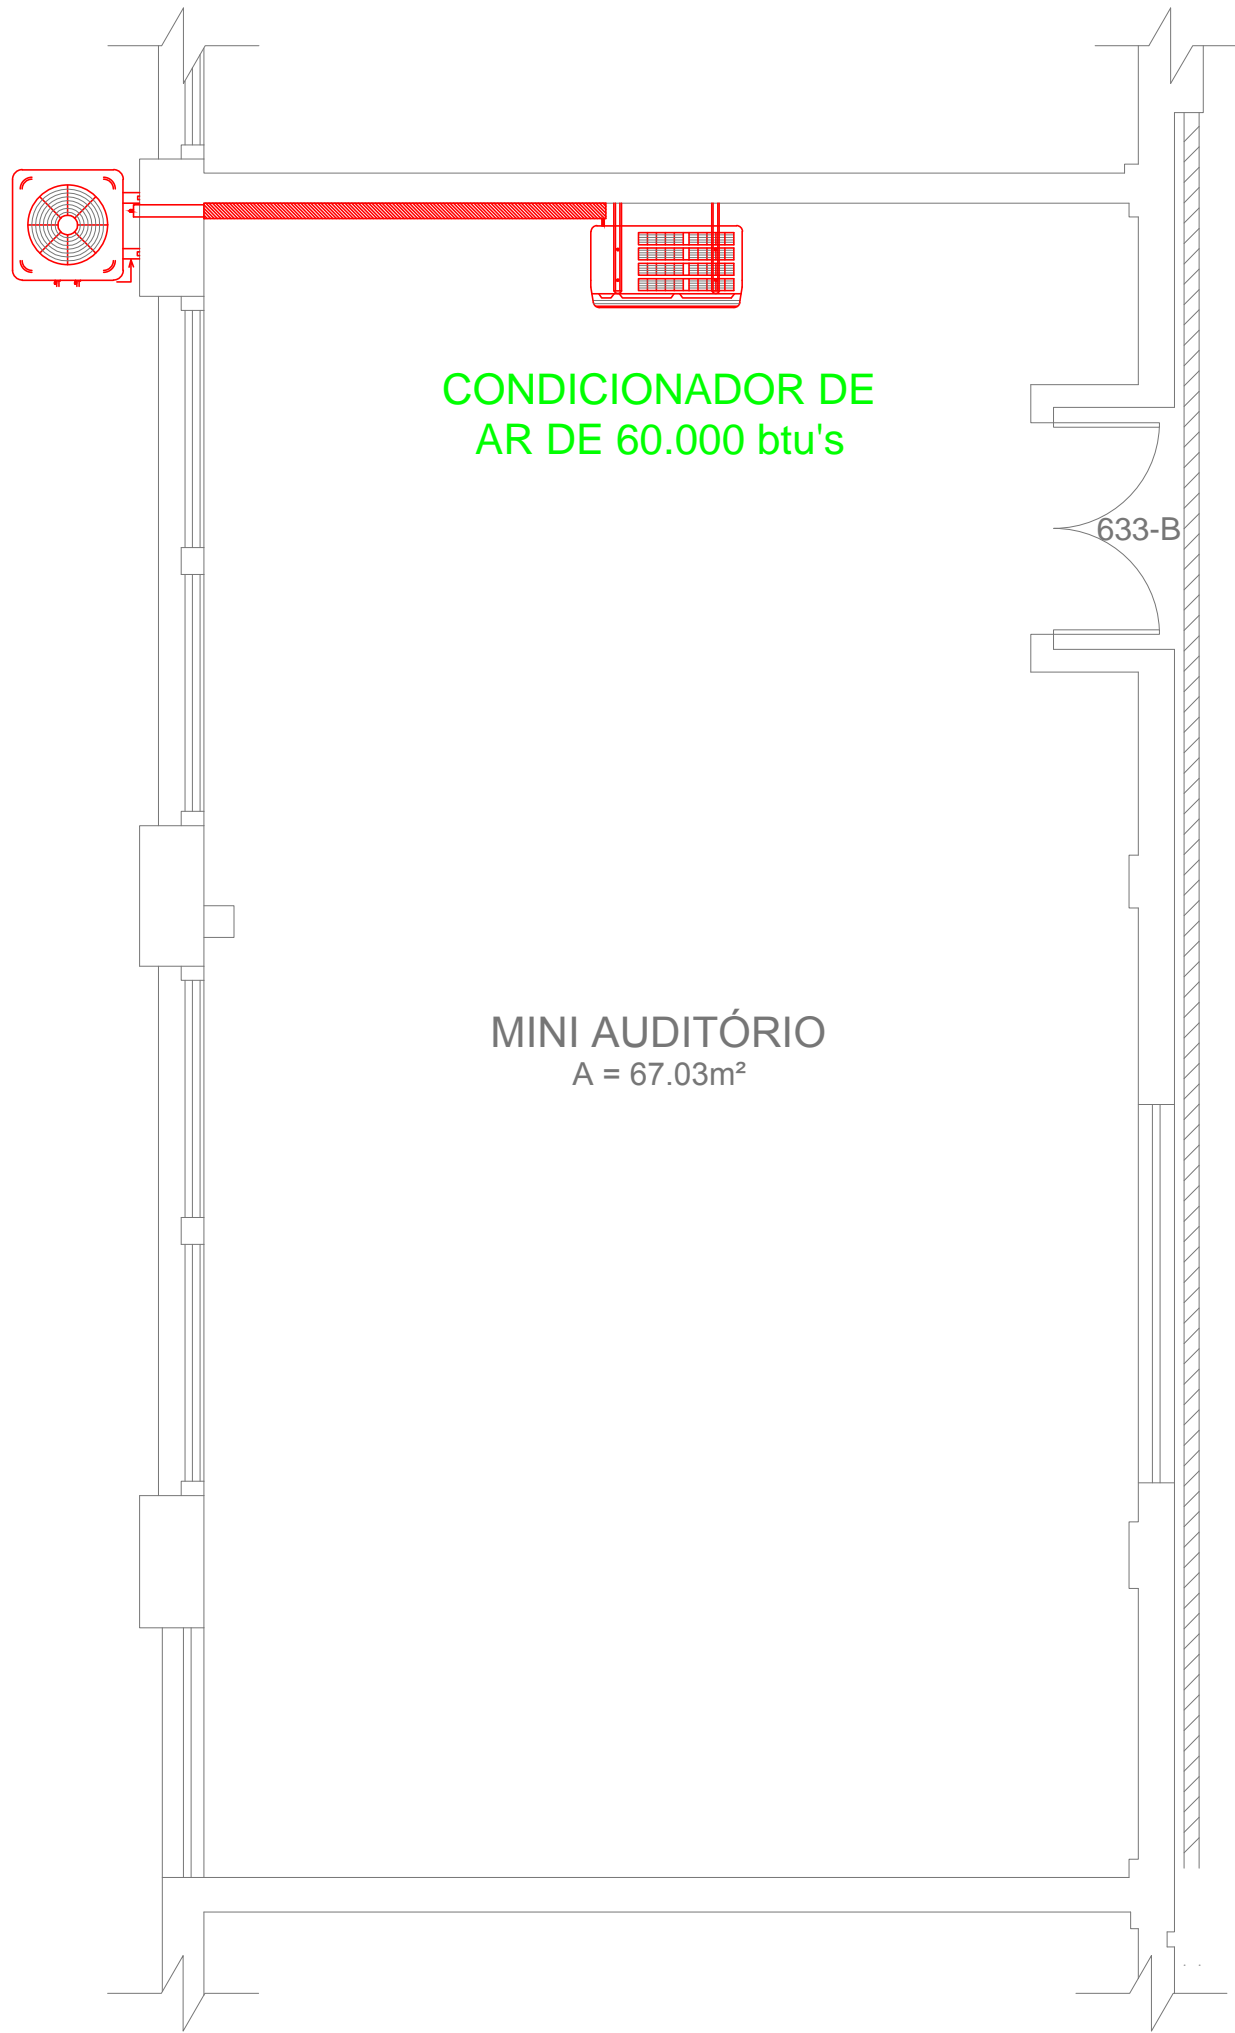 CONDICIONADOR DE
AR DE 60.000 btu's
633-B
MINI AUDITÓRIO
A = 67.03m²